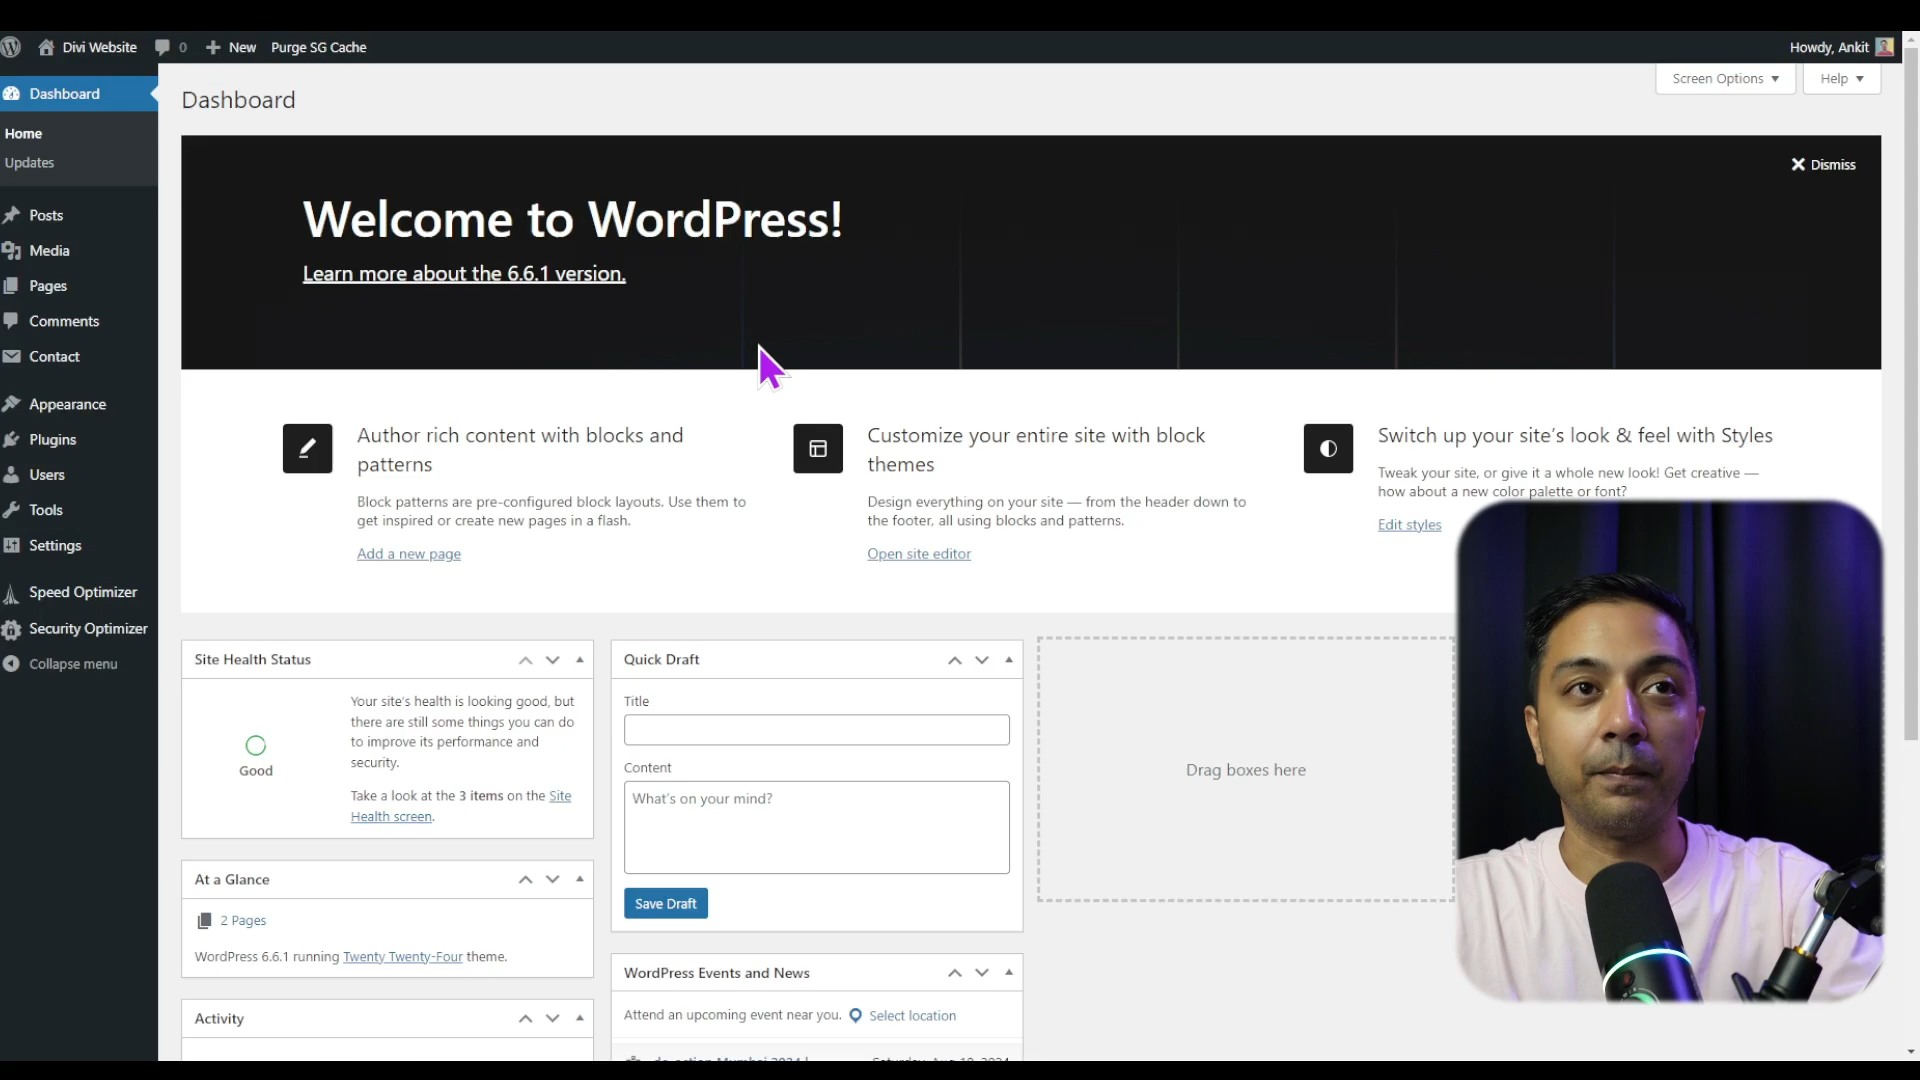 Divi Website 0 New Purge SG Cache Howdy, Ankit
Screen Options Help
Dashboard
Home
Updates
Posts
Media
Pages
Comments
Contact
Appearance
Plugins
Users
Tools
Settings
Speed Optimizer
Security Optimizer
Collapse menu
Dashboard
Dismiss
Welcome to WordPress!
Learn more about the 6.6.1 version.
Author rich content with blocks and
patterns
Block patterns are pre-configured block layouts. Use them to
get inspired or create new pages in a flash.
Add a new page
Customize your entire site with block
themes
Design everything on your site — from the header down to
the footer, all using blocks and patterns.
Open site editor
Switch up your site’s look & feel with Styles
Tweak your site, or give it a whole new look! Get creative —
how about a new color palette or font?
Edit styles
Site Health Status
Good
Your site’s health is looking good, but
there are still some things you can do
to improve its performance and
security.
Take a look at the 3 items on the Site
Health screen.
At a Glance
2 Pages
WordPress 6.6.1 running Twenty Twenty-Four theme.
Activity
Quick Draft
Title
Content
What’s on your mind?
Save Draft
WordPress Events and News
Attend an upcoming event near you. Select location
Drag boxes here